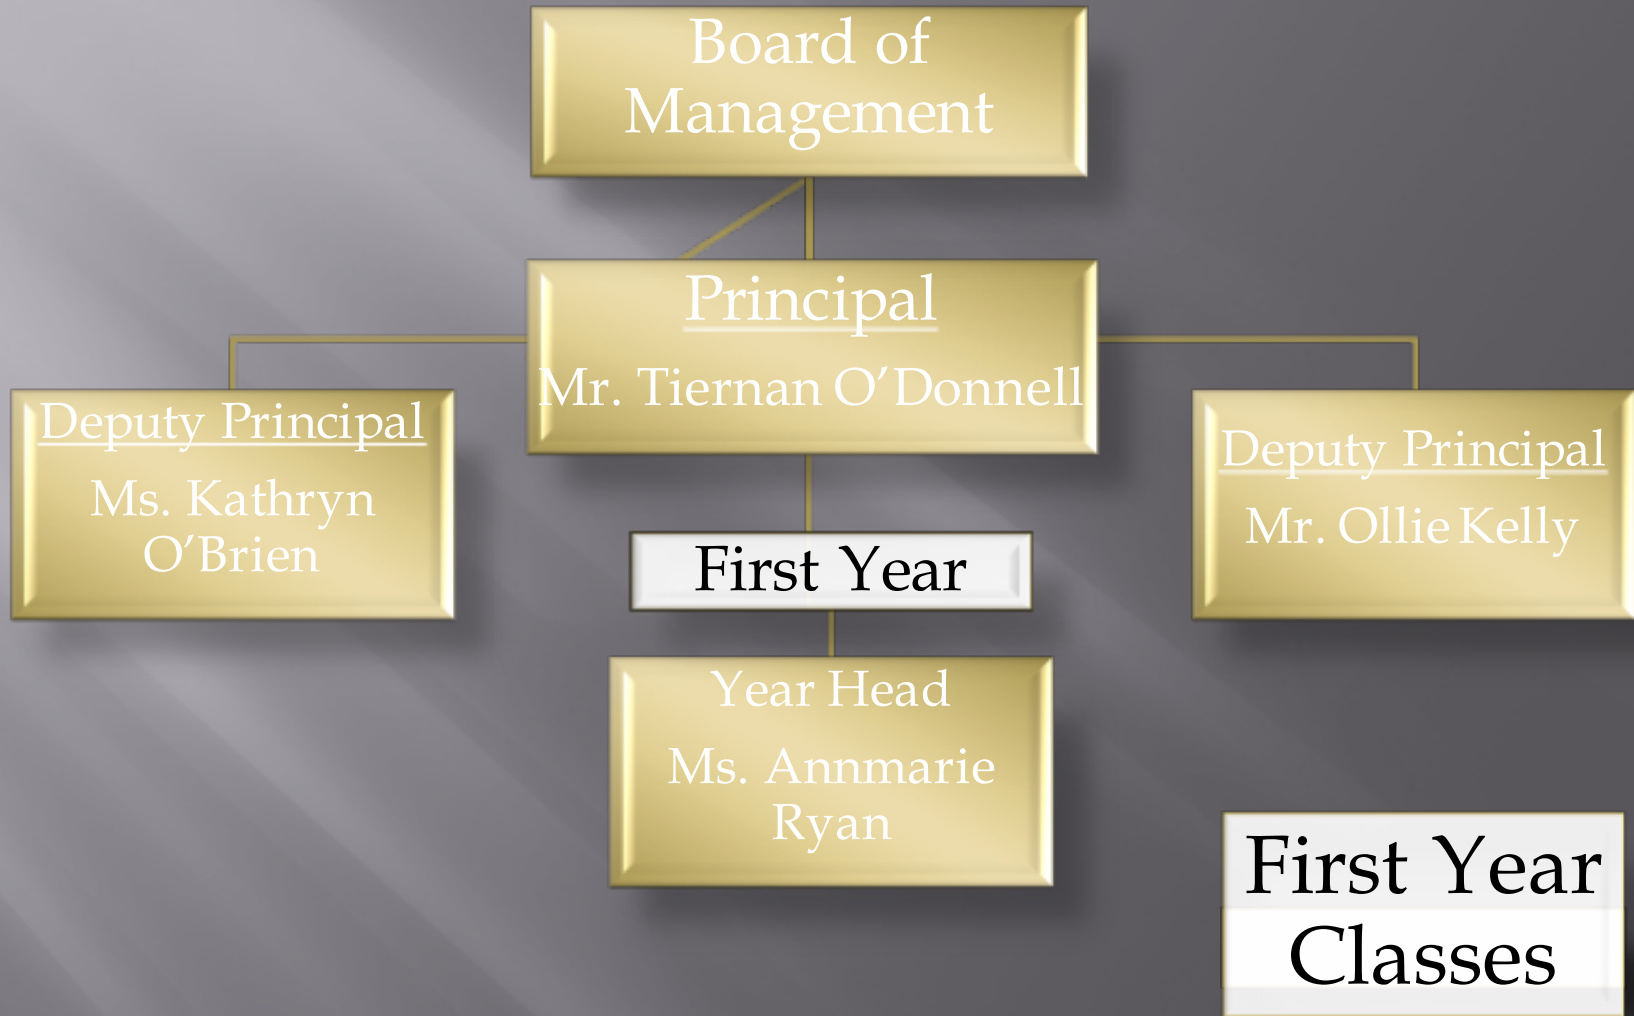 Board of
Management
Principal
Mr. Tiernan O’Donnell
Deputy Principal
Ms. Kathryn
O’Brien
Deputy Principal
Mr. Ollie Kelly
First Year
Year Head
Ms. Annmarie
Ryan
First Year
Classes